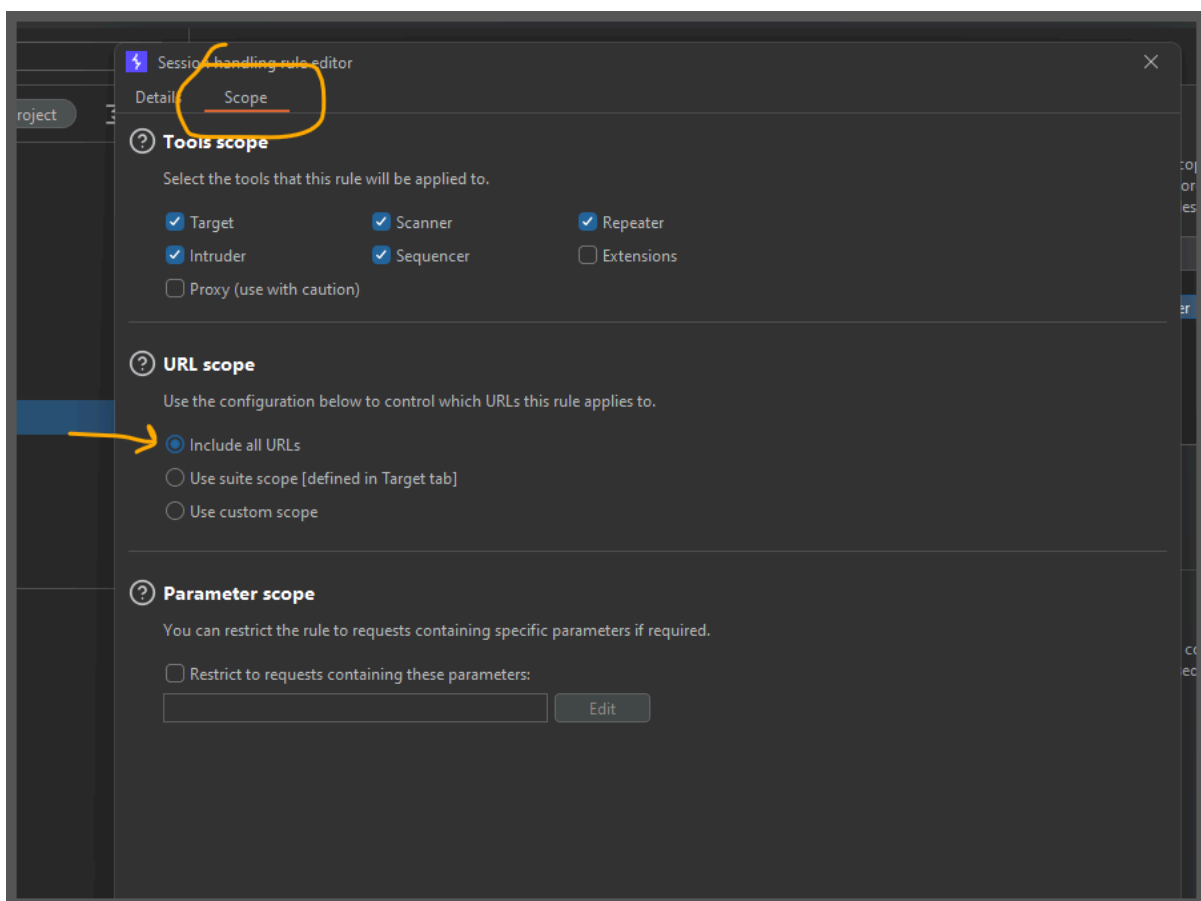 Session handling rule editor
Details Scope
roject
Tools scope
Select the tools that this rule will be applied to.
Target Scanner Repeater
Intruder Sequencer Extensions
Proxy (use with caution)
URL scope
Use the configuration below to control which URLs this rule applies to.
Include all URLs
Use suite scope [defined in Target tab]
Use custom scope
Parameter scope
You can restrict the rule to requests containing specific parameters if required.
Restrict to requests containing these parameters:
Edit